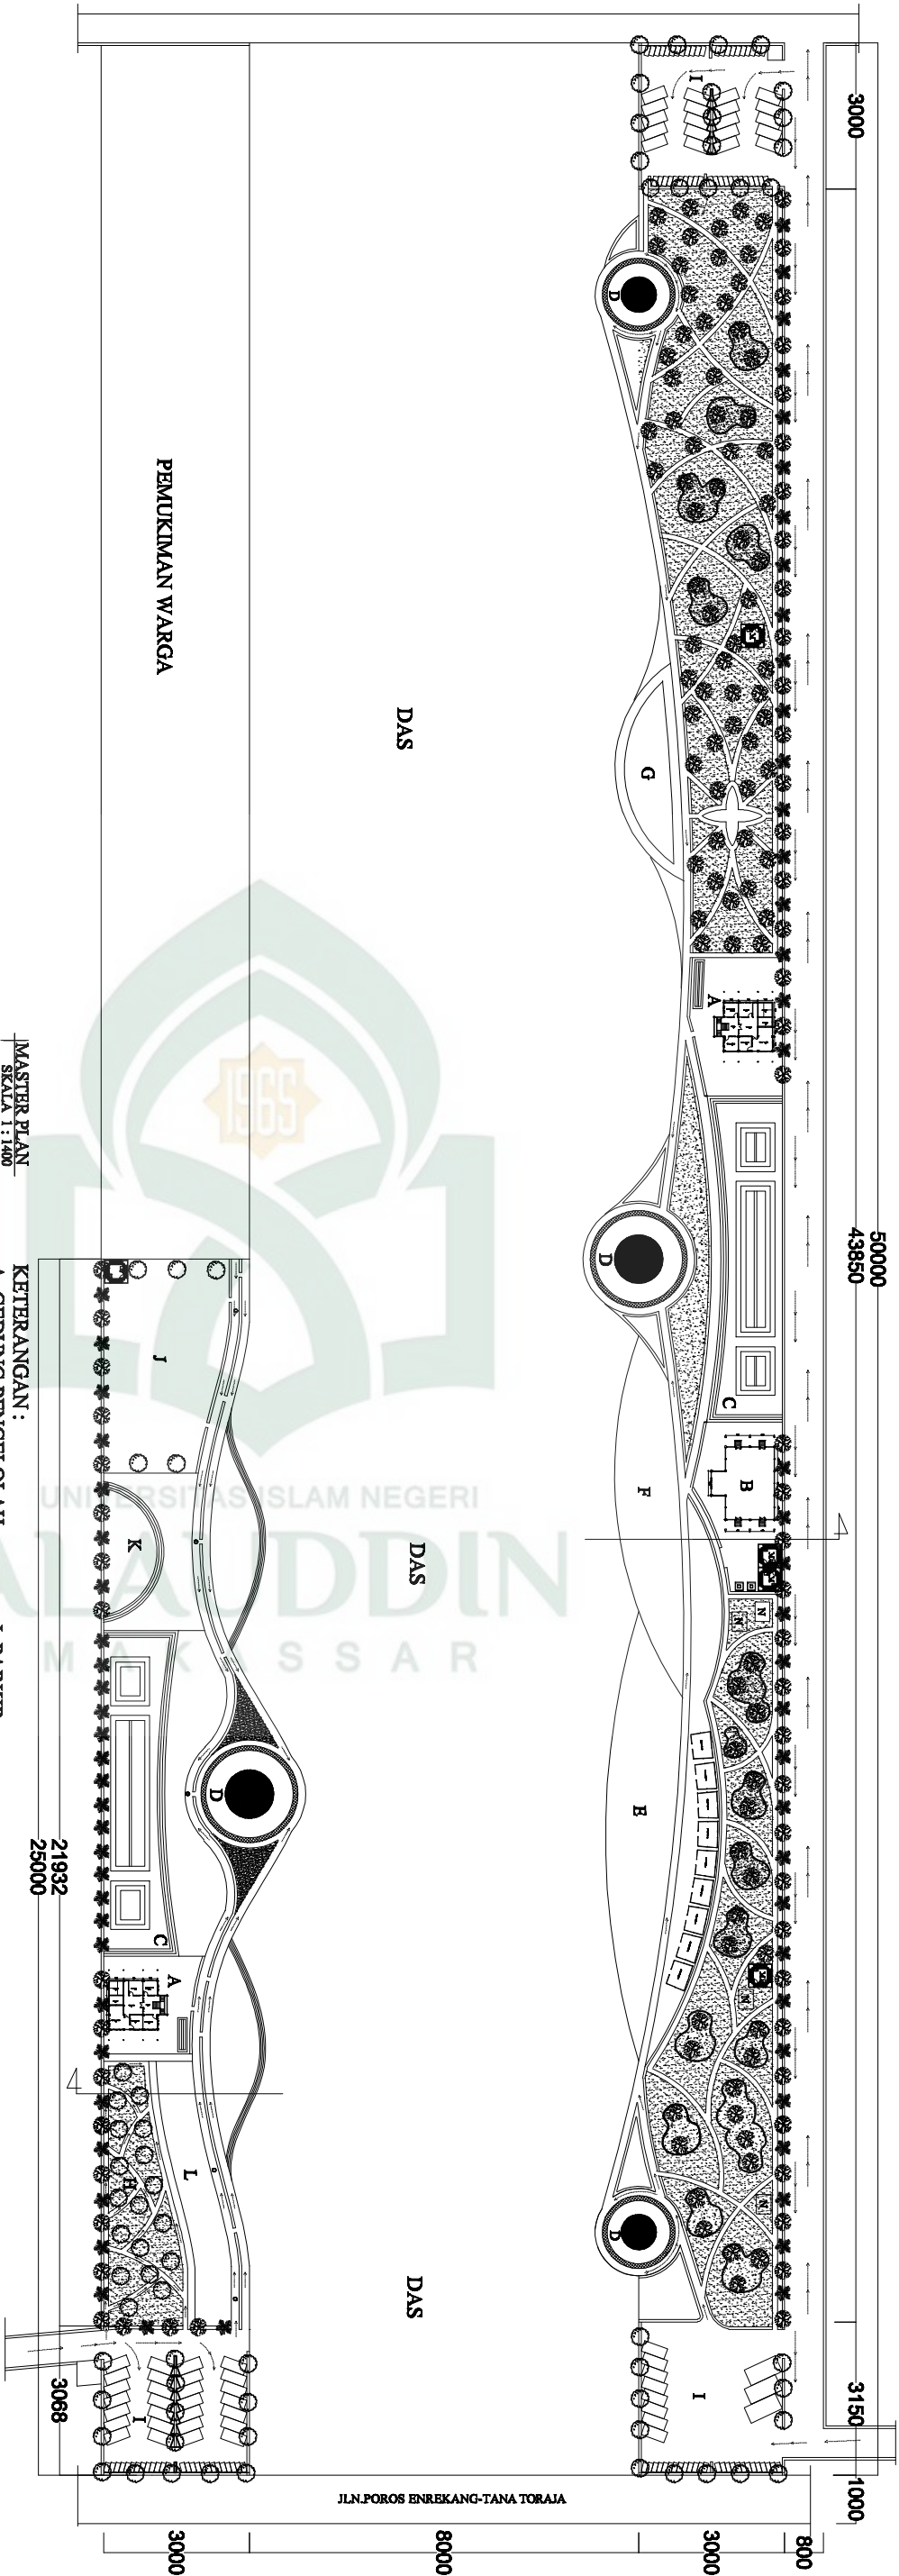 50000
3000
43850
3150
1000
I
D
G
A
D
C
B
F
N
N
E
N
N
D
I
800
3000
8000
3000
DAS
DAS
DAS
PEMUKIMAN WARGA
J
K
D
C
A
L
H
I
JLN.POROS ENREKANG-TANA TORAJA
21932
3068
25000
MASTER PLAN
SKALA 1 : 1400
KETERANGAN :
1965
UNIVERSITAS ISLAM NEGERI
ALAUDDIN
MAKASSAR